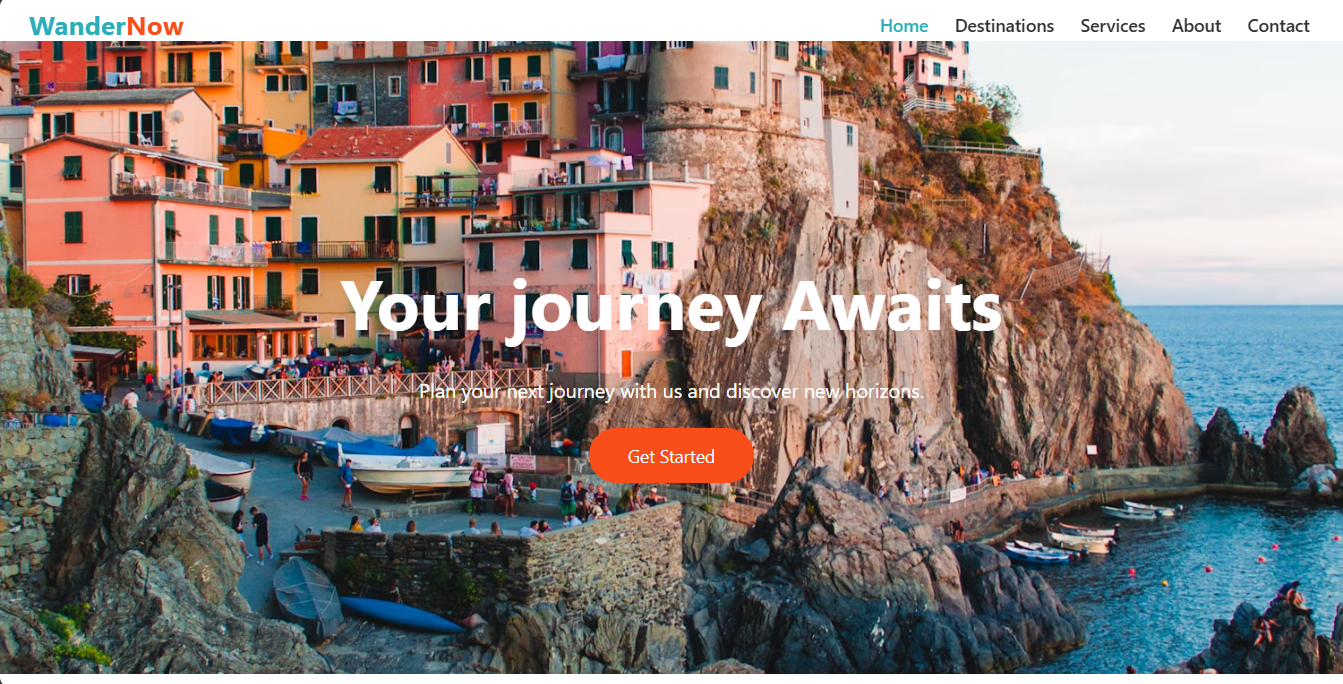 WanderNow
Home Destinations Services About Contact
Your journey Awaits
Plan your next journey with us and discover new horizons.
Get Started